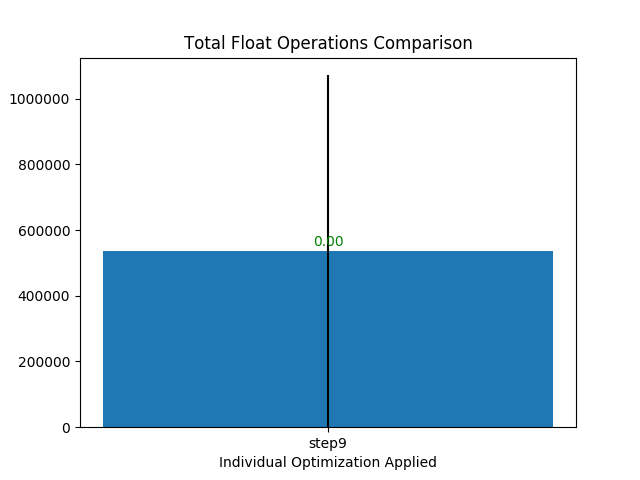 Total Float Operations Comparison
1000000
800000
600000
400000
200000
0
0.00
step9
Individual Optimization Applied